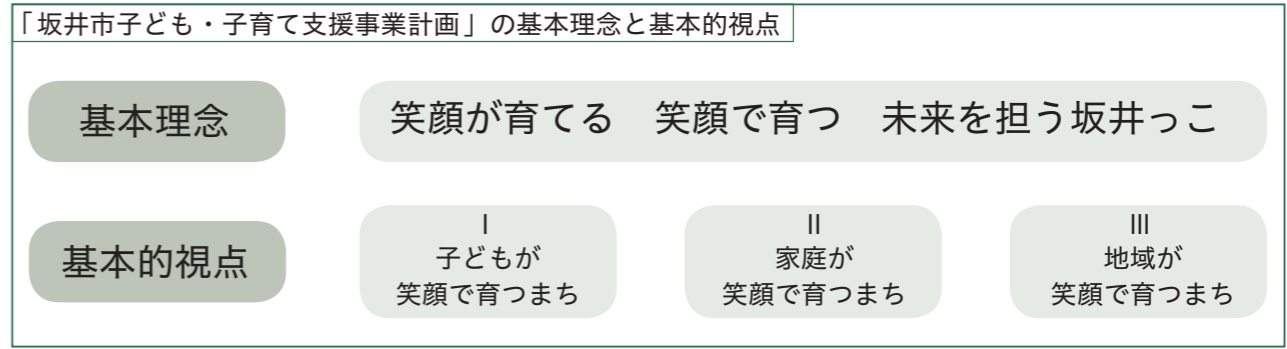 「坂井市子ども・子育て支援事業計画」の基本理念と基本的視点
基本理念
笑顔が育てる　笑顔で育つ　未来を担う坂井っこ
基本的視点
Ⅰ
子どもが
笑顔で育つまち
Ⅱ
家庭が
笑顔で育つまち
Ⅲ
地域が
笑顔で育つまち